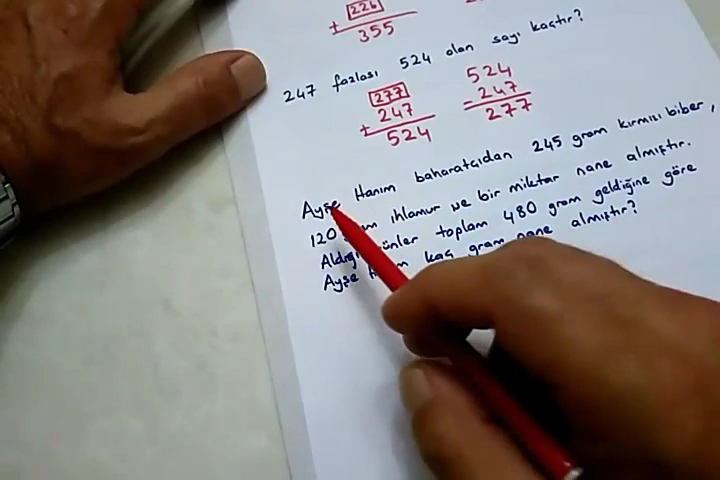 226
+
355
247 fazlası 524 olan sayı kaçtır?
277 524
+ 247 - 247
524 277
Ayşe Hanım baharatçıdan 245 gram kırmızı biber,
120 ıhlamur ve bir miktar nane almıştır.
toplam 480 gram geldiğine göre
Ayşe kaç gram nane almıştır?